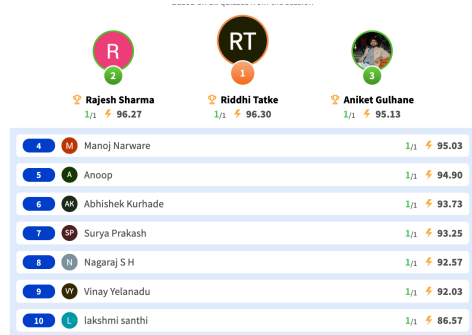 R
RT
2
1
3
Rajesh Sharma
Riddhi Tatke
Aniket Gulhane
1/1 96.27
1/1 96.30
1/1 95.13
4 M Manoj Narware 1/1 95.03
5 A Anoop 1/1 94.90
6 AK Abhishek Kurhade 1/1 93.73
7 SP Surya Prakash 1/1 93.25
8 N Nagaraj S H 1/1 92.57
9 VY Vinay Yelanadu 1/1 92.03
10 L lakshmi santhi 1/1 86.57